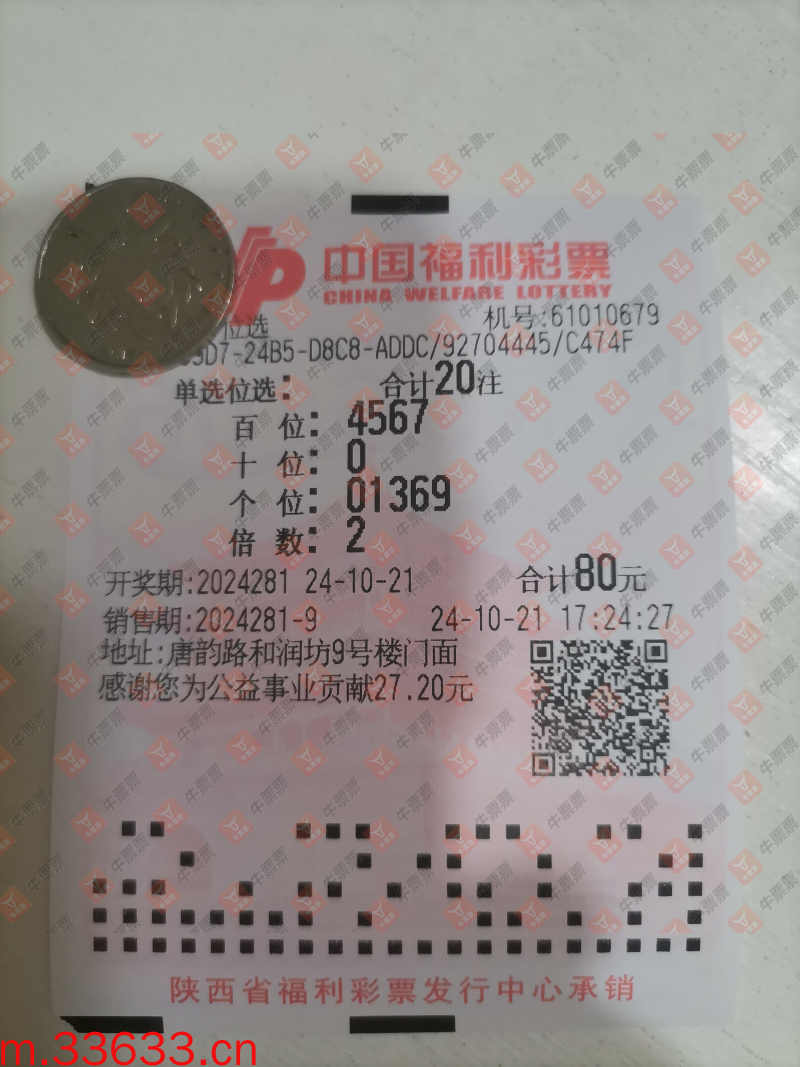 中国福利彩票
CHINA WELFARE LOTTERY
位选 机号:61010679
D7-24B5-D8C8-ADDC/92704445/C474F
单选位选: 合计20注
百 位: 4567
十 位: 0
个 位: 01369
倍 数: 2
开奖期:2024281 24-10-21 合计80元
销售期:2024281-9 24-10-21 17:24:27
地址:唐韵路和润坊9号楼门面
感谢您为公益事业贡献27.20元
陕西省福利彩票发行中心承销
m.33633.cn
牛票票